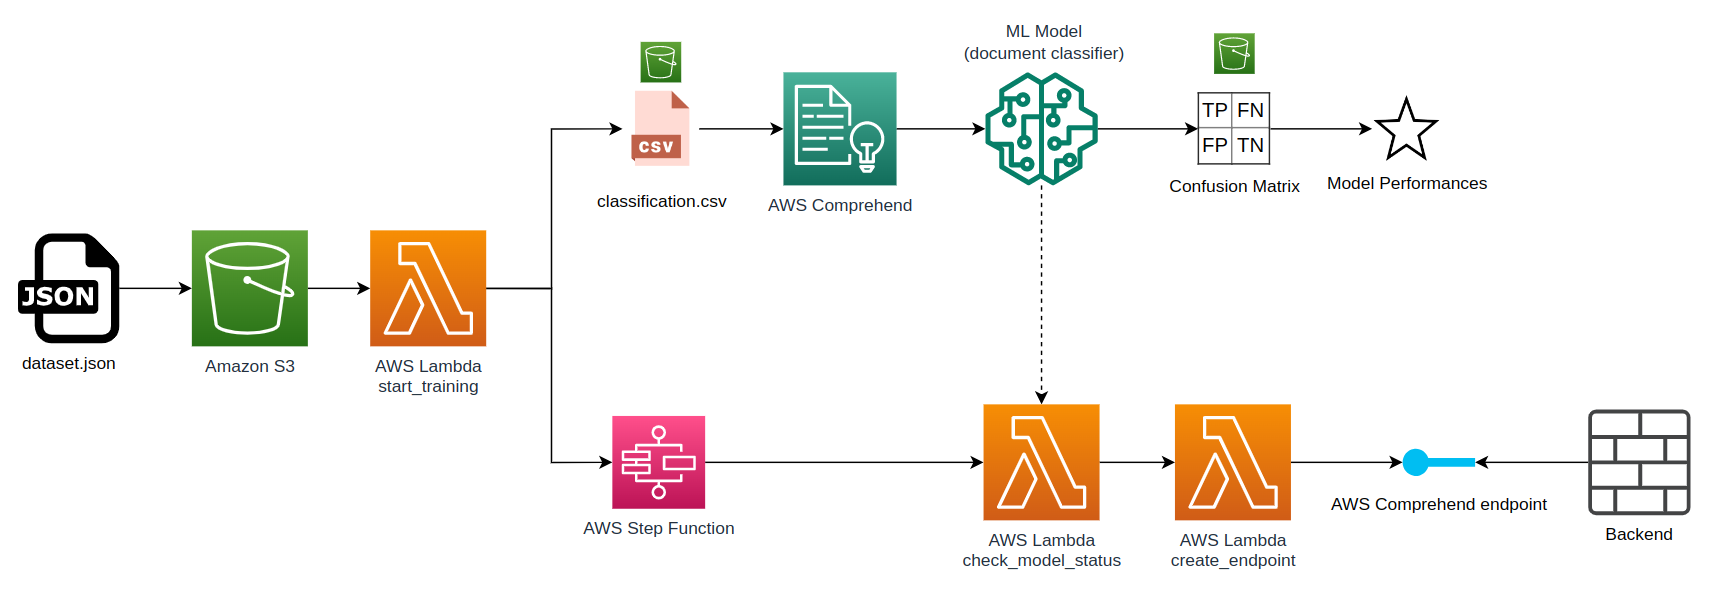 JSON
dataset.json
Amazon S3
AWS Lambda
start_training
CSV
classification.csv
AWS Comprehend
ML Model
(document classifier)
TP FN
FP TN
Confusion Matrix
Model Performances
AWS Step Function
AWS Lambda
check_model_status
AWS Lambda
create_endpoint
AWS Comprehend endpoint
Backend